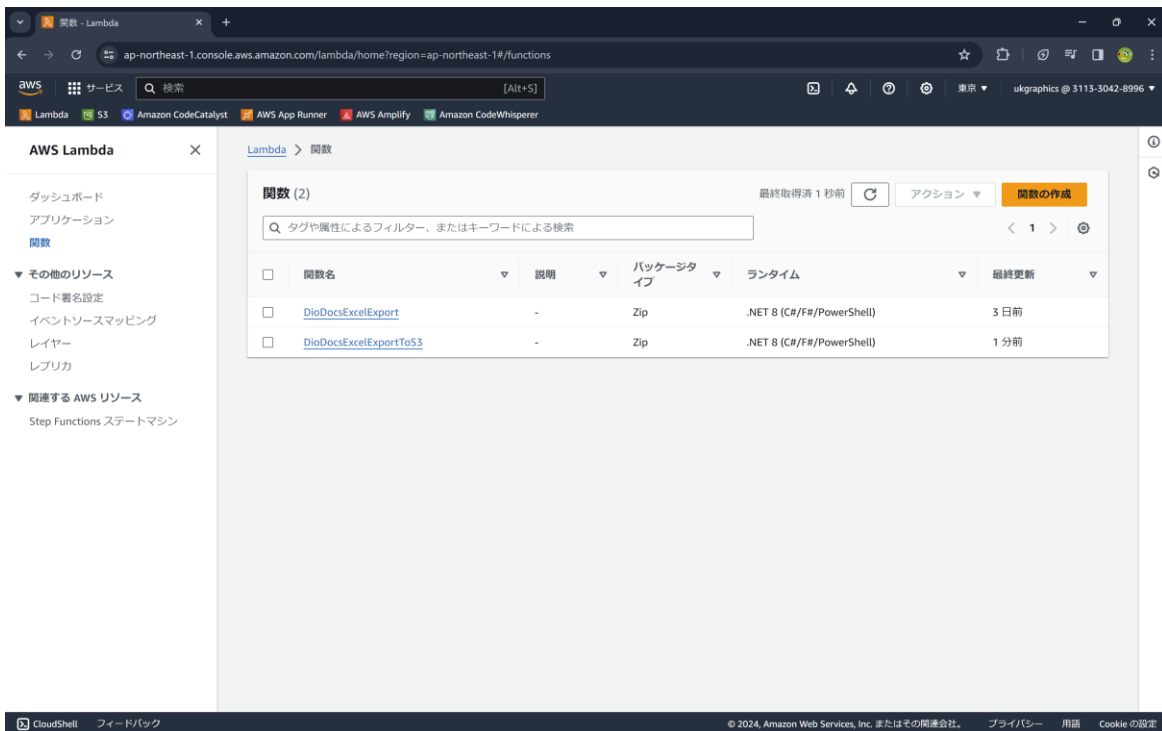 関数 - Lambda
ap-northeast-1.console.aws.amazon.com/lambda/home?region=ap-northeast-1#/functions
aws サービス 検索 [Alt+S] 東京 ukgraphics @ 3113-3042-8996
Lambda S3 Amazon CodeCatalyst AWS App Runner AWS Amplify Amazon CodeWhisperer
AWS Lambda
ダッシュボード
アプリケーション
関数
その他のリソース
コード署名設定
イベントソースマッピング
レイヤー
レプリカ
関連する AWS リソース
Step Functions ステートマシン
Lambda > 関数
関数 (2) 最終取得済 1 秒前 アクション 関数の作成
タグや属性によるフィルター、またはキーワードによる検索 < 1 >
関数名 説明 パッケージタイプ ランタイム 最終更新
DioDocsExcelExport - Zip .NET 8 (C#/F#/PowerShell) 3 日前
DioDocsExcelExportToS3 - Zip .NET 8 (C#/F#/PowerShell) 1 分前
CloudShell フィードバック © 2024, Amazon Web Services, Inc. またはその関連会社。 プライバシー 用語 Cookie の設定